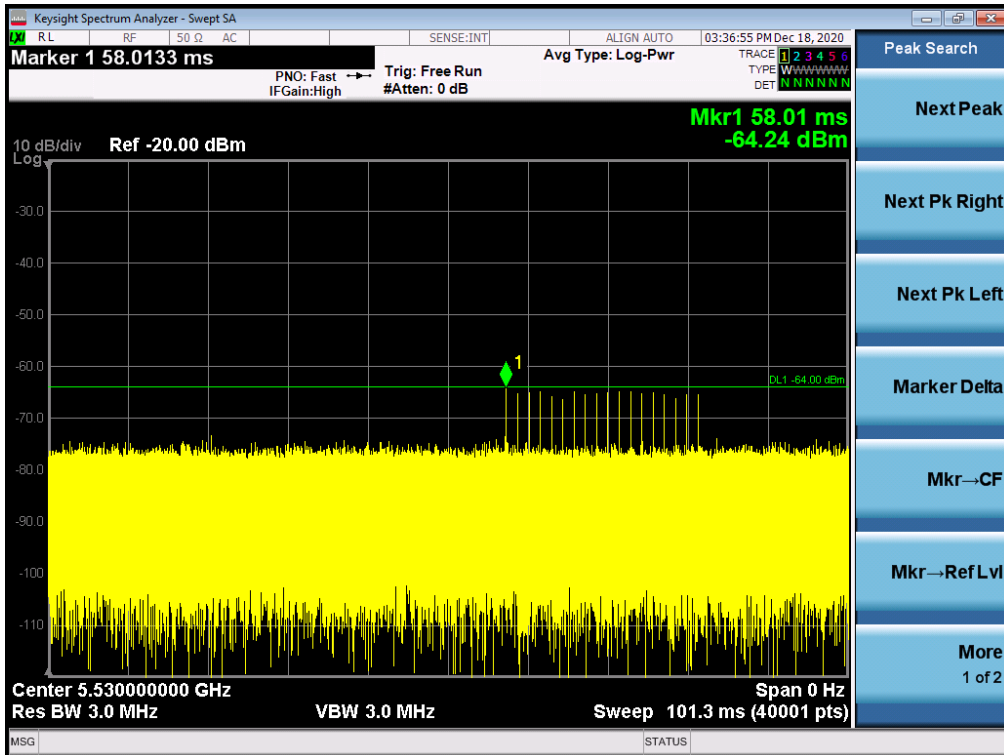 Keysight Spectrum Analyzer - Swept SA
LXI RL RF 50 Ω AC SENSE:INT ALIGN AUTO 03:36:55 PM Dec 18, 2020
Marker 1 58.0133 ms
PNO: Fast
IFGain:High
Trig: Free Run
#Atten: 0 dB
Avg Type: Log-Pwr
TRACE 1 2 3 4 5 6
TYPE W W W W W W
DET N N N N N N
Peak Search
Next Peak
Next Pk Right
Next Pk Left
Marker Delta
Mkr→CF
Mkr→Ref Lvl
More
1 of 2
Mkr1 58.01 ms
-64.24 dBm
10 dB/div Ref -20.00 dBm
Log
-30.0
-40.0
-50.0
-60.0
1
DL1 -64.00 dBm
-70.0
-80.0
-90.0
-100
-110
Center 5.530000000 GHz Span 0 Hz
Res BW 3.0 MHz VBW 3.0 MHz Sweep 101.3 ms (40001 pts)
MSG STATUS